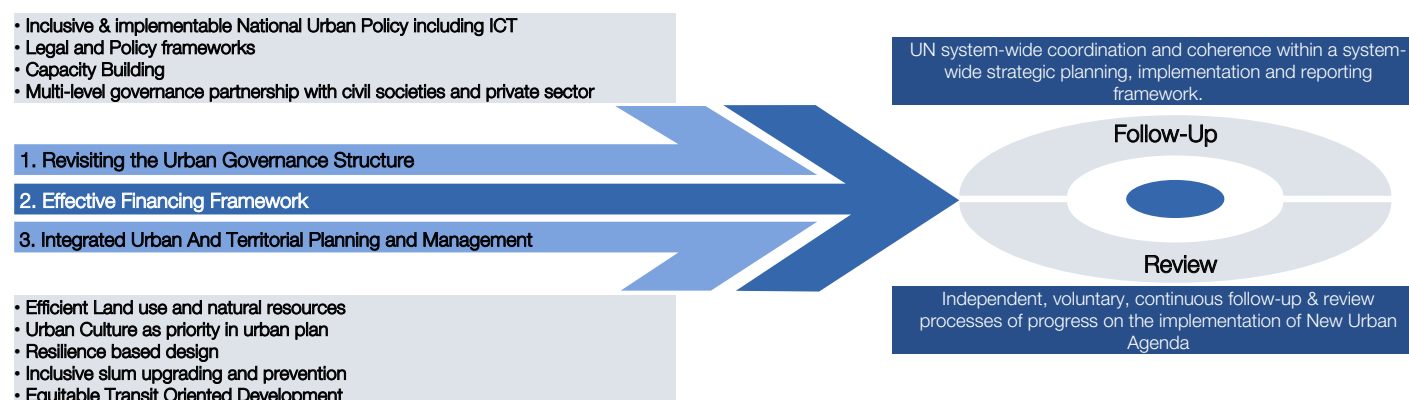 • Inclusive & implementable National Urban Policy including ICT
• Legal and Policy frameworks
• Capacity Building
• Multi-level governance partnership with civil societies and private sector
1. Revisiting the Urban Governance Structure
2. Effective Financing Framework
3. Integrated Urban And Territorial Planning and Management
• Efficient Land use and natural resources
• Urban Culture as priority in urban plan
• Resilience based design
• Inclusive slum upgrading and prevention
• Equitable Transit Oriented Development
UN system-wide coordination and coherence within a system-
wide strategic planning, implementation and reporting
framework.
Follow-Up
Review
Independent, voluntary, continuous follow-up & review
processes of progress on the implementation of New Urban
Agenda